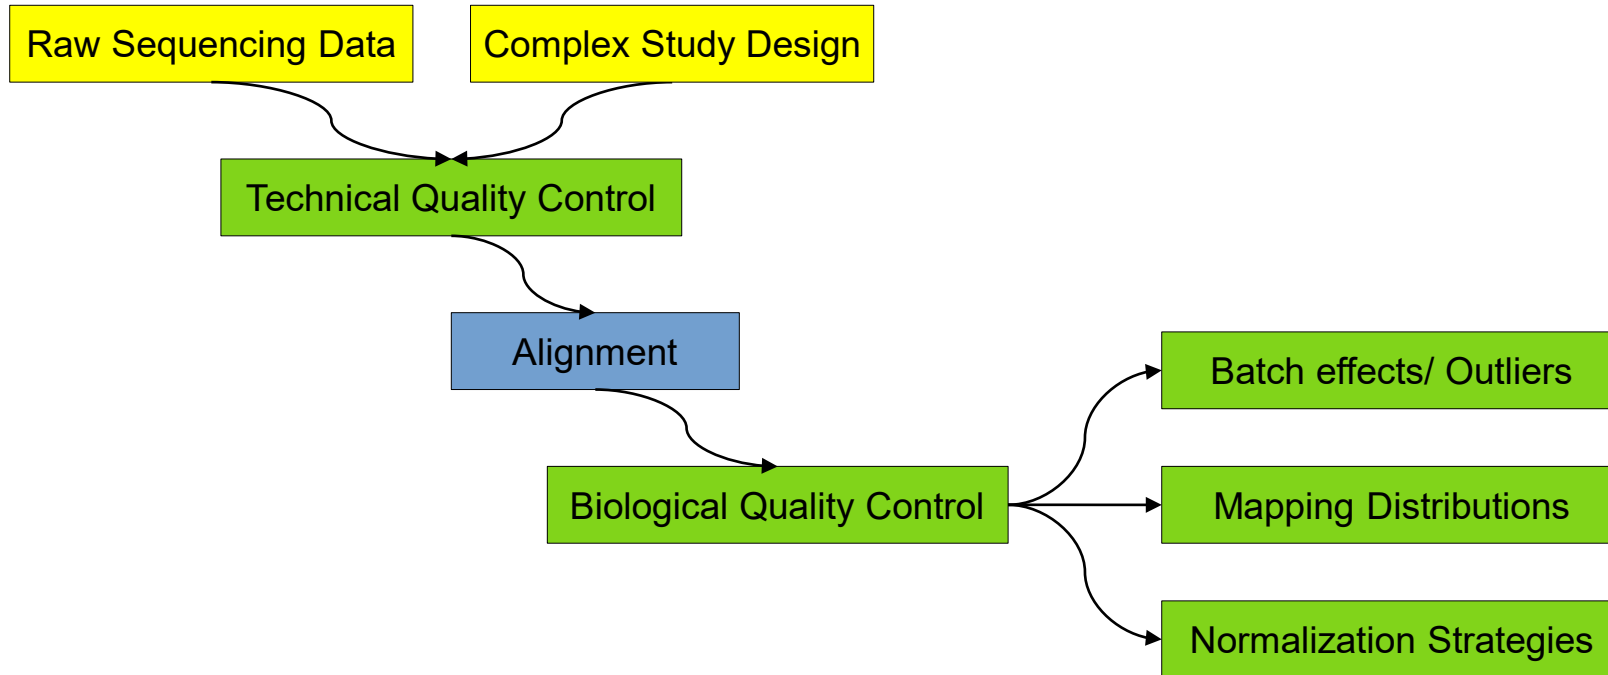 Raw Sequencing Data
Complex Study Design
Technical Quality Control
Alignment
Biological Quality Control
Batch effects/ Outliers
Mapping Distributions
Normalization Strategies